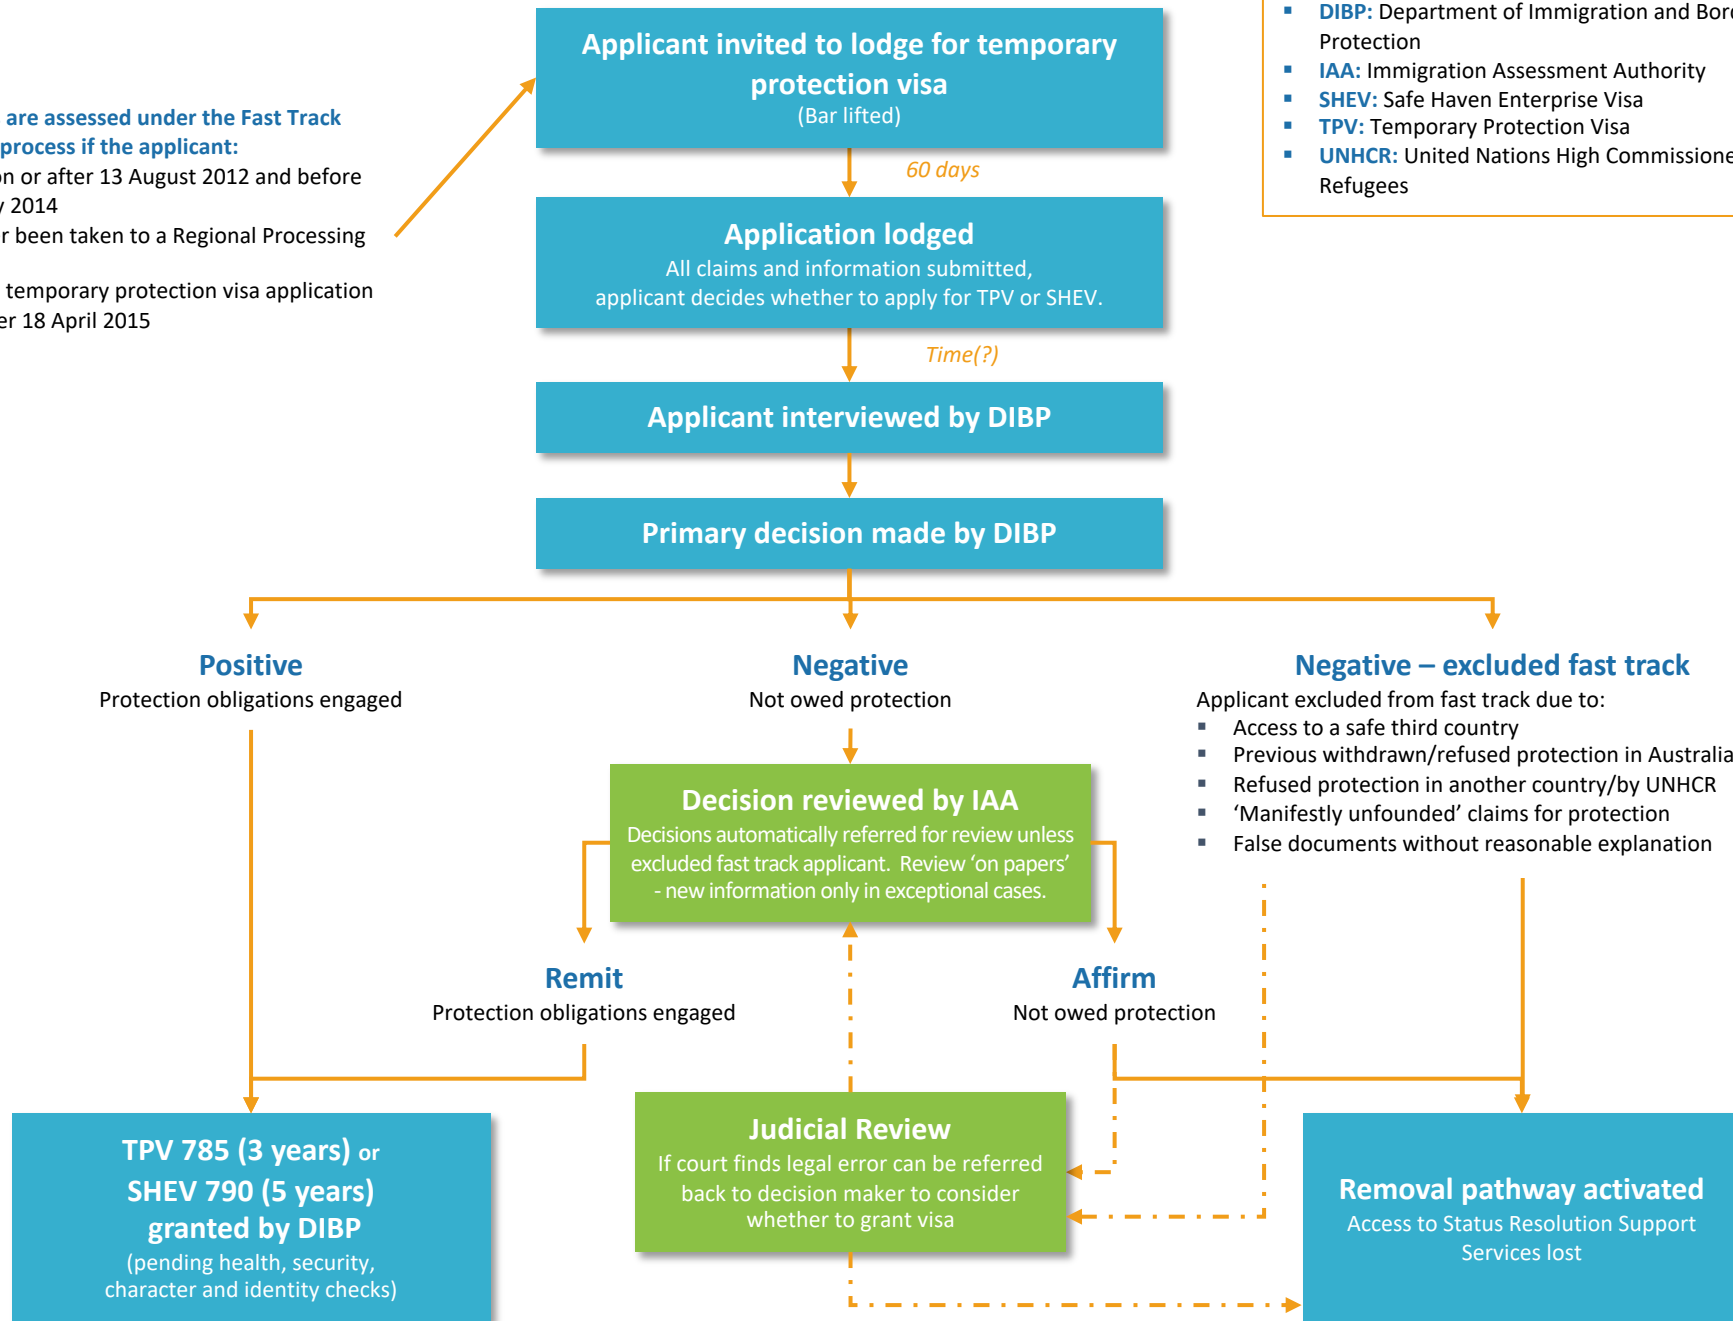 Applicant invited to lodge for temporary
protection visa
(Bar lifted)
DIBP: Department of Immigration and
Protection
IAA: Immigration Assessment Authority
SHEV: Safe Haven Enterprise Visa
TPV: Temporary Protection Visa
UNHCR: United Nations High
Refugees
are assessed under the Fast Track
process if the applicant:
on or after 13 August 2012 and before
2014
been taken to a Regional Processing
temporary protection visa application
18 April 2015
60 days
Application lodged
All claims and information submitted,
applicant decides whether to apply for TPV or SHEV.
Time(?)
Applicant interviewed by DIBP
Primary decision made by DIBP
Positive
Protection obligations engaged
Negative
Not owed protection
Negative – excluded fast track
Applicant excluded from fast track due to:
Access to a safe third country
Previous withdrawn/refused protection in Australia
Refused protection in another country/by UNHCR
‘Manifestly unfounded’ claims for protection
False documents without reasonable explanation
Decision reviewed by IAA
Decisions automatically referred for review unless
excluded fast track applicant. Review ‘on papers’
- new information only in exceptional cases.
Remit
Protection obligations engaged
Affirm
Not owed protection
TPV 785 (3 years) or
SHEV 790 (5 years)
granted by DIBP
(pending health, security,
character and identity checks)
Judicial Review
If court finds legal error can be referred
back to decision maker to consider
whether to grant visa
Removal pathway activated
Access to Status Resolution Support
Services lost